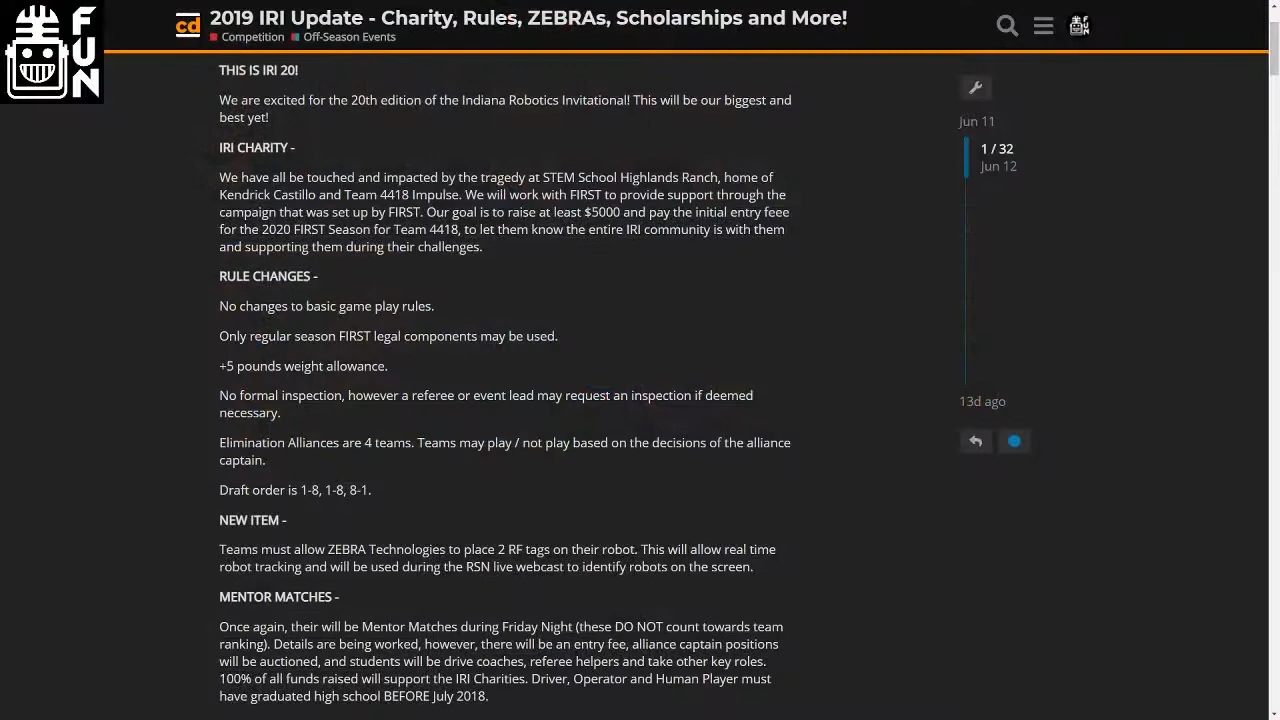 FUN
cd
2019 IRI Update - Charity, Rules, ZEBRAs, Scholarships and More!
Competition Off-Season Events
FUN
THIS IS IRI 20!
We are excited for the 20th edition of the Indiana Robotics Invitational! This will be our biggest and
best yet!
IRI CHARITY -
We have all be touched and impacted by the tragedy at STEM School Highlands Ranch, home of
Kendrick Castillo and Team 4418 Impulse. We will work with FIRST to provide support through the
campaign that was set up by FIRST. Our goal is to raise at least $5000 and pay the initial entry feee
for the 2020 FIRST Season for Team 4418, to let them know the entire IRI community is with them
and supporting them during their challenges.
RULE CHANGES -
No changes to basic game play rules.
Only regular season FIRST legal components may be used.
+5 pounds weight allowance.
No formal inspection, however a referee or event lead may request an inspection if deemed
necessary.
Elimination Alliances are 4 teams. Teams may play / not play based on the decisions of the alliance
captain.
Draft order is 1-8, 1-8, 8-1.
NEW ITEM -
Teams must allow ZEBRA Technologies to place 2 RF tags on their robot. This will allow real time
robot tracking and will be used during the RSN live webcast to identify robots on the screen.
MENTOR MATCHES -
Once again, their will be Mentor Matches during Friday Night (these DO NOT count towards team
ranking). Details are being worked, however, there will be an entry fee, alliance captain positions
will be auctioned, and students will be drive coaches, referee helpers and take other key roles.
100% of all funds raised will support the IRI Charities. Driver, Operator and Human Player must
have graduated high school BEFORE July 2018.
Jun 11
1 / 32
Jun 12
13d ago